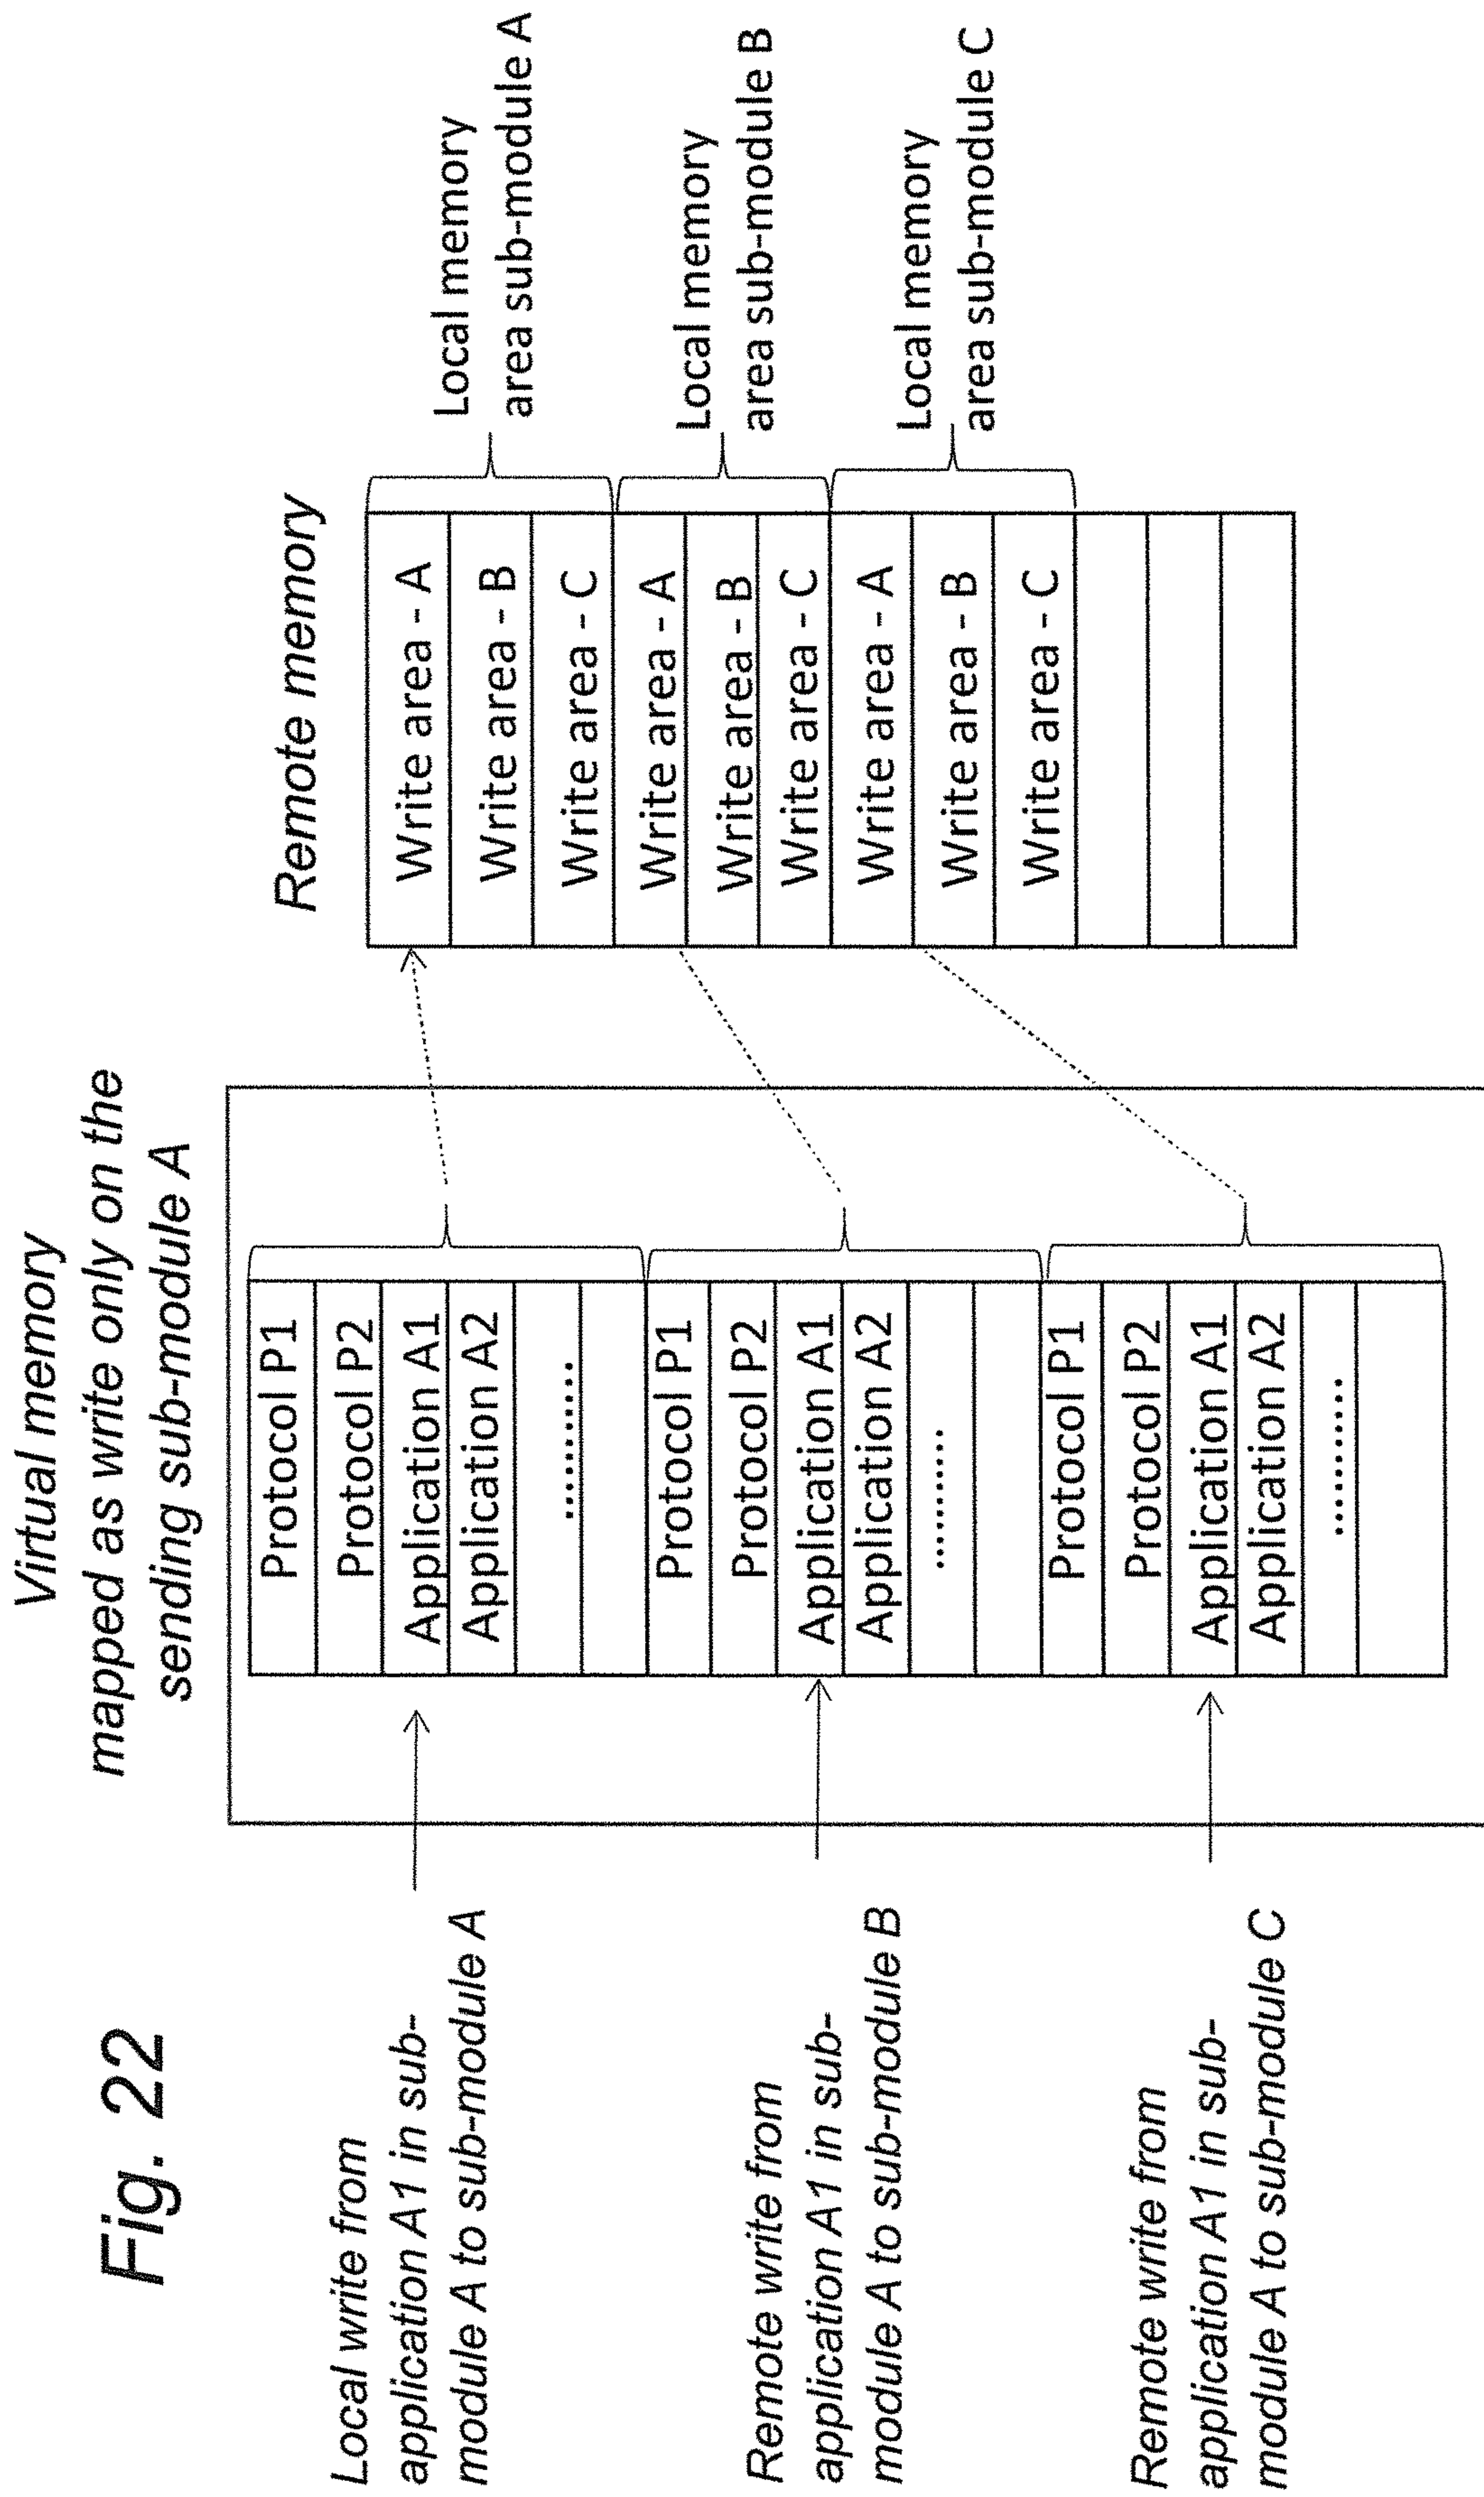 Fig. 22
Virtual memory
mapped as write only on the
sending sub-module A
Remote memory
Local write from
application A1 in sub-
module A to sub-module A
Remote write from
application A1 in sub-
module A to sub-module B
Remote write from
application A1 in sub-
module A to sub-module C
Protocol P1
Protocol P2
Application A1
Application A2
..........
Protocol P1
Protocol P2
Application A1
Application A2
..........
Protocol P1
Protocol P2
Application A1
Application A2
..........
Write area - A
Write area - B
Write area - C
Write area - A
Write area - B
Write area - C
Write area - A
Write area - B
Write area - C
Local memory
area sub-module A
Local memory
area sub-module B
Local memory
area sub-module C